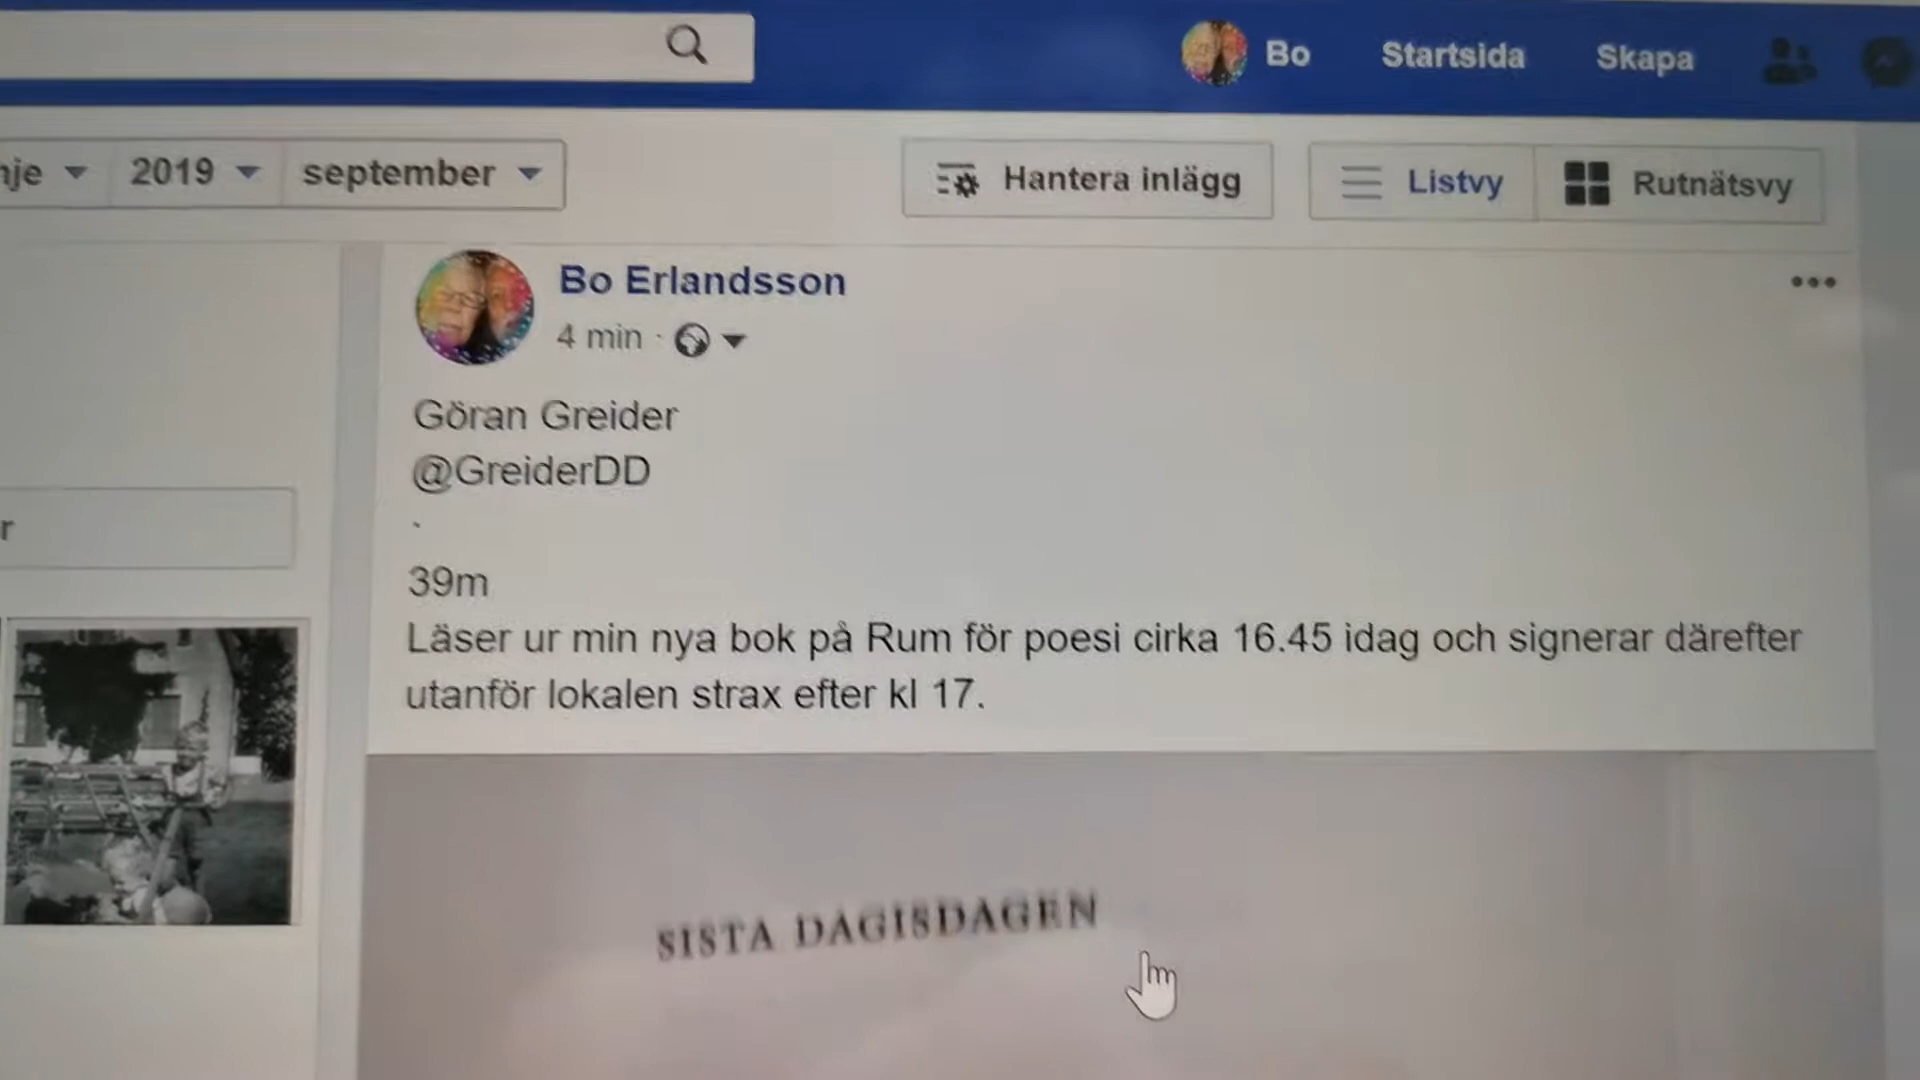 Bo Startsida Skapa
2019 september Hantera inlägg Listvy Rutnätsvy
Bo Erlandsson
4 min ·
Göran Greider
@GreiderDD
39m
Läser ur min nya bok på Rum för poesi cirka 16.45 idag och signerar därefter
utanför lokalen strax efter kl 17.
SISTA DAGISDAGEN